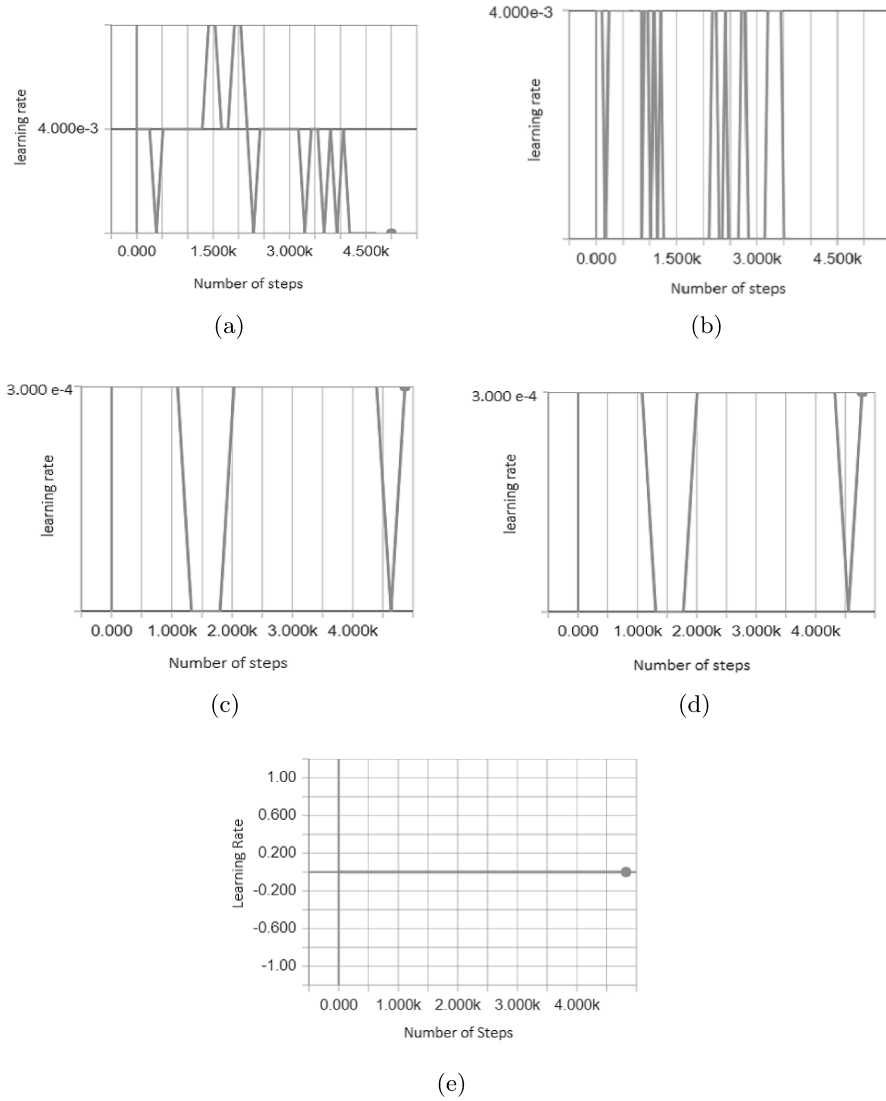 learning rate
4.000e-3
0.000 1.500k 3.000k 4.500k
Number of steps
(a)
4.000e-3
learning rate
0.000 1.500k 3.000k 4.500k
Number of steps
(b)
3.000 e-4
learning rate
0.000 1.000k 2.000k 3.000k 4.000k
Number of steps
(c)
3.000 e-4
learning rate
0.000 1.000k 2.000k 3.000k 4.000k
Number of steps
(d)
Learning Rate
1.00
0.600
0.200
-0.200
-0.600
-1.00
0.000 1.000k 2.000k 3.000k 4.000k
Number of Steps
(e)